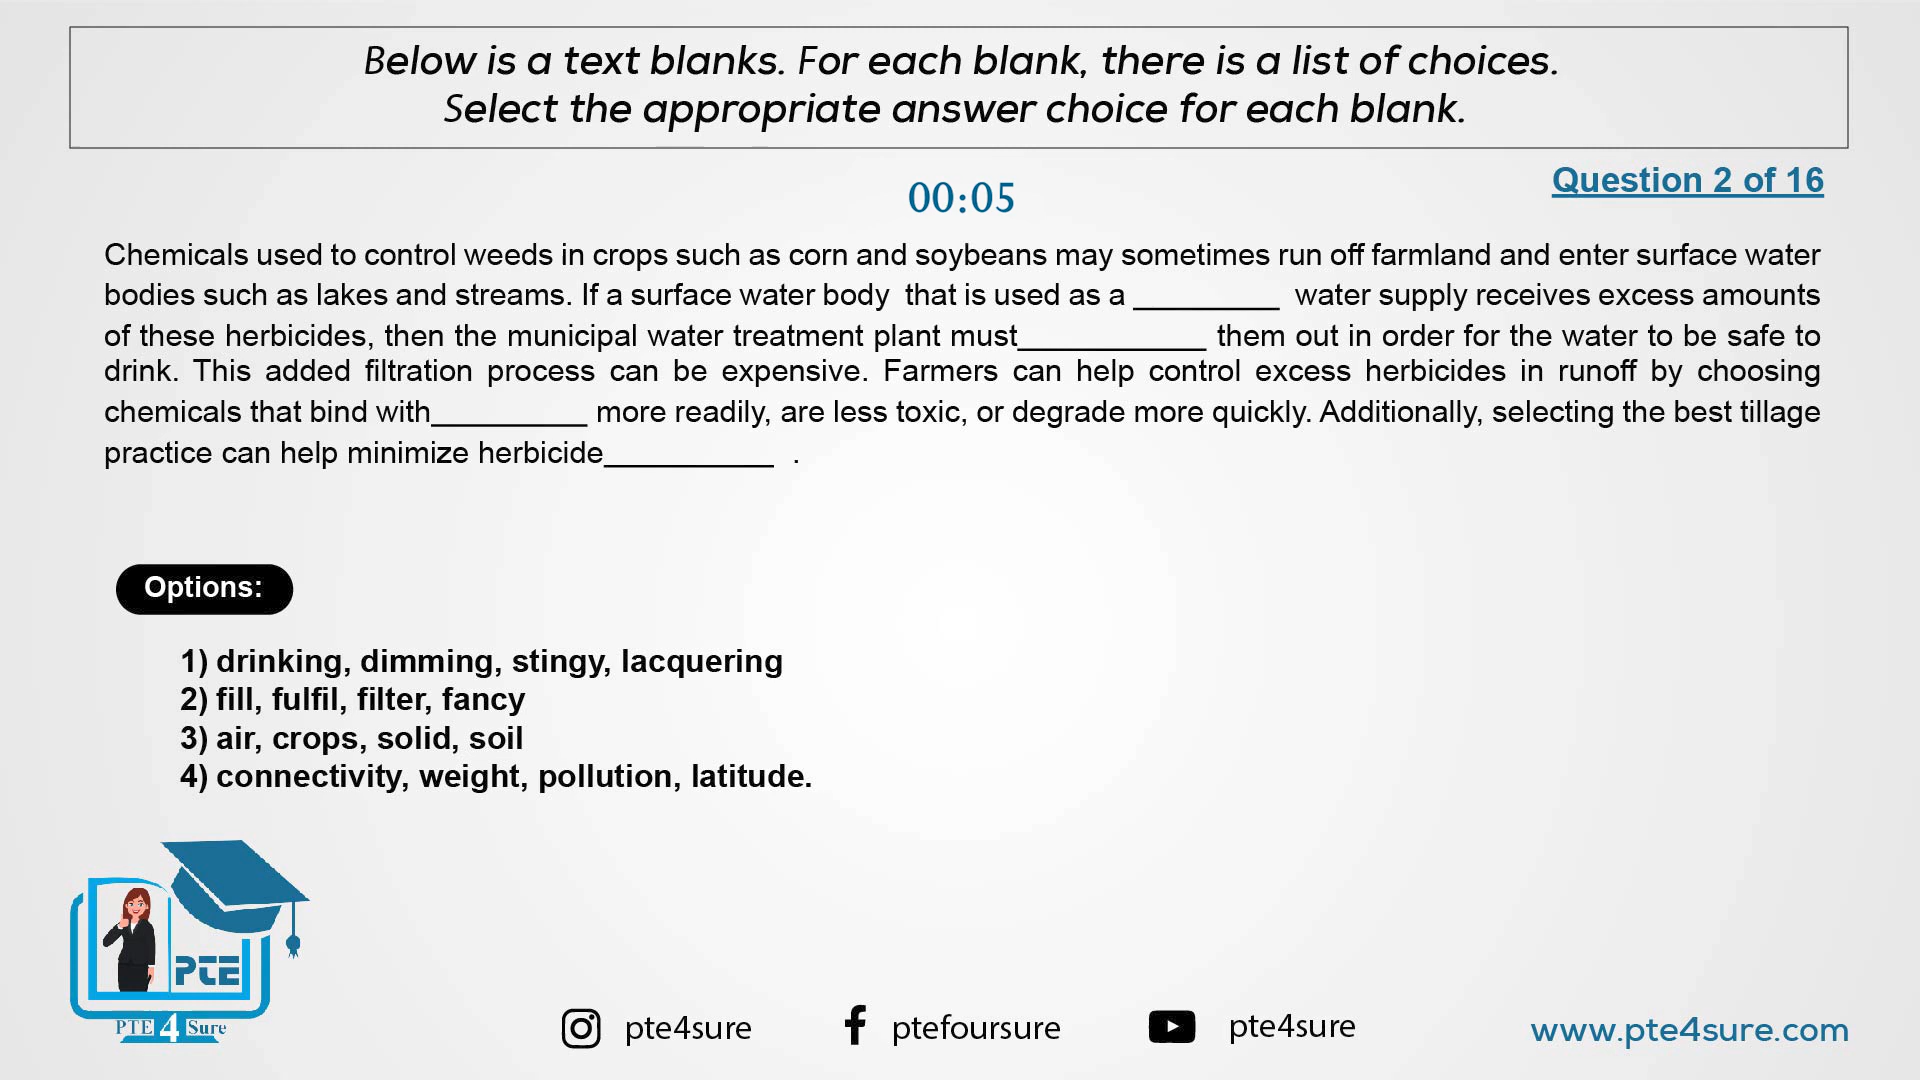 Below is a text blanks. For each blank, there is a list of choices.
Select the appropriate answer choice for each blank.
Question 2 of 16
00:05
Chemicals used to control weeds in crops such as corn and soybeans may sometimes run off farmland and enter surface water
bodies such as lakes and streams. If a surface water body that is used as a _________ water supply receives excess amounts
of these herbicides, then the municipal water treatment plant must___________ them out in order for the water to be safe to
drink. This added filtration process can be expensive. Farmers can help control excess herbicides in runoff by choosing
chemicals that bind with_________ more readily, are less toxic, or degrade more quickly. Additionally, selecting the best tillage
practice can help minimize herbicide__________ .
Options:
1) drinking, dimming, stingy, lacquering
2) fill, fulfil, filter, fancy
3) air, crops, solid, soil
4) connectivity, weight, pollution, latitude.
PTE
PTE 4 Sure
pte4sure
ptefoursure
pte4sure
www.pte4sure.com